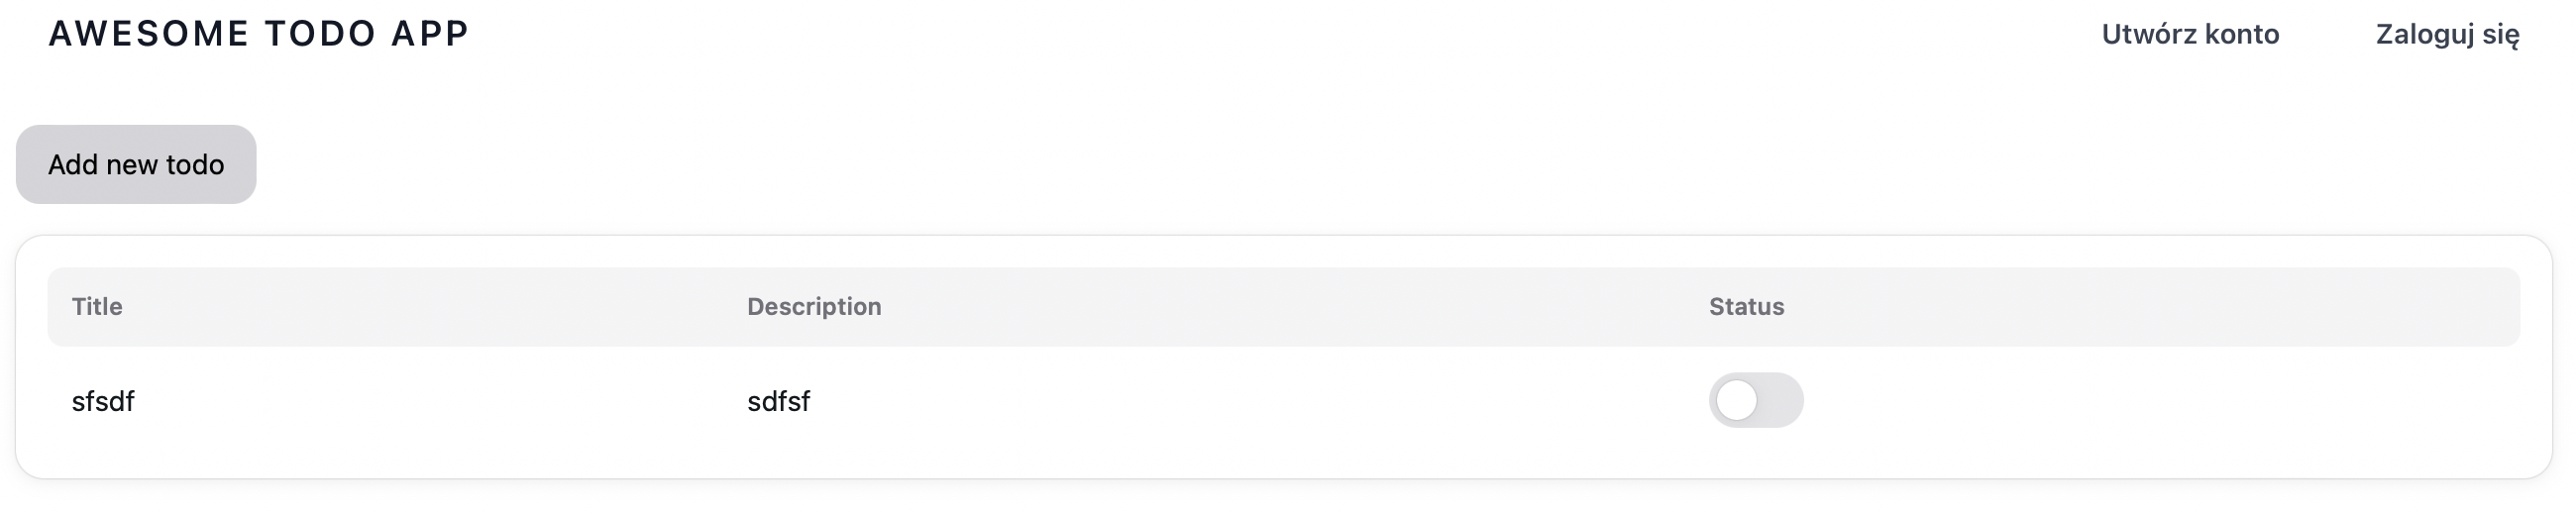 AWESOME TODO APP Utwórz konto Zaloguj się
Add new todo
Title Description Status
sfsdf sdfsf